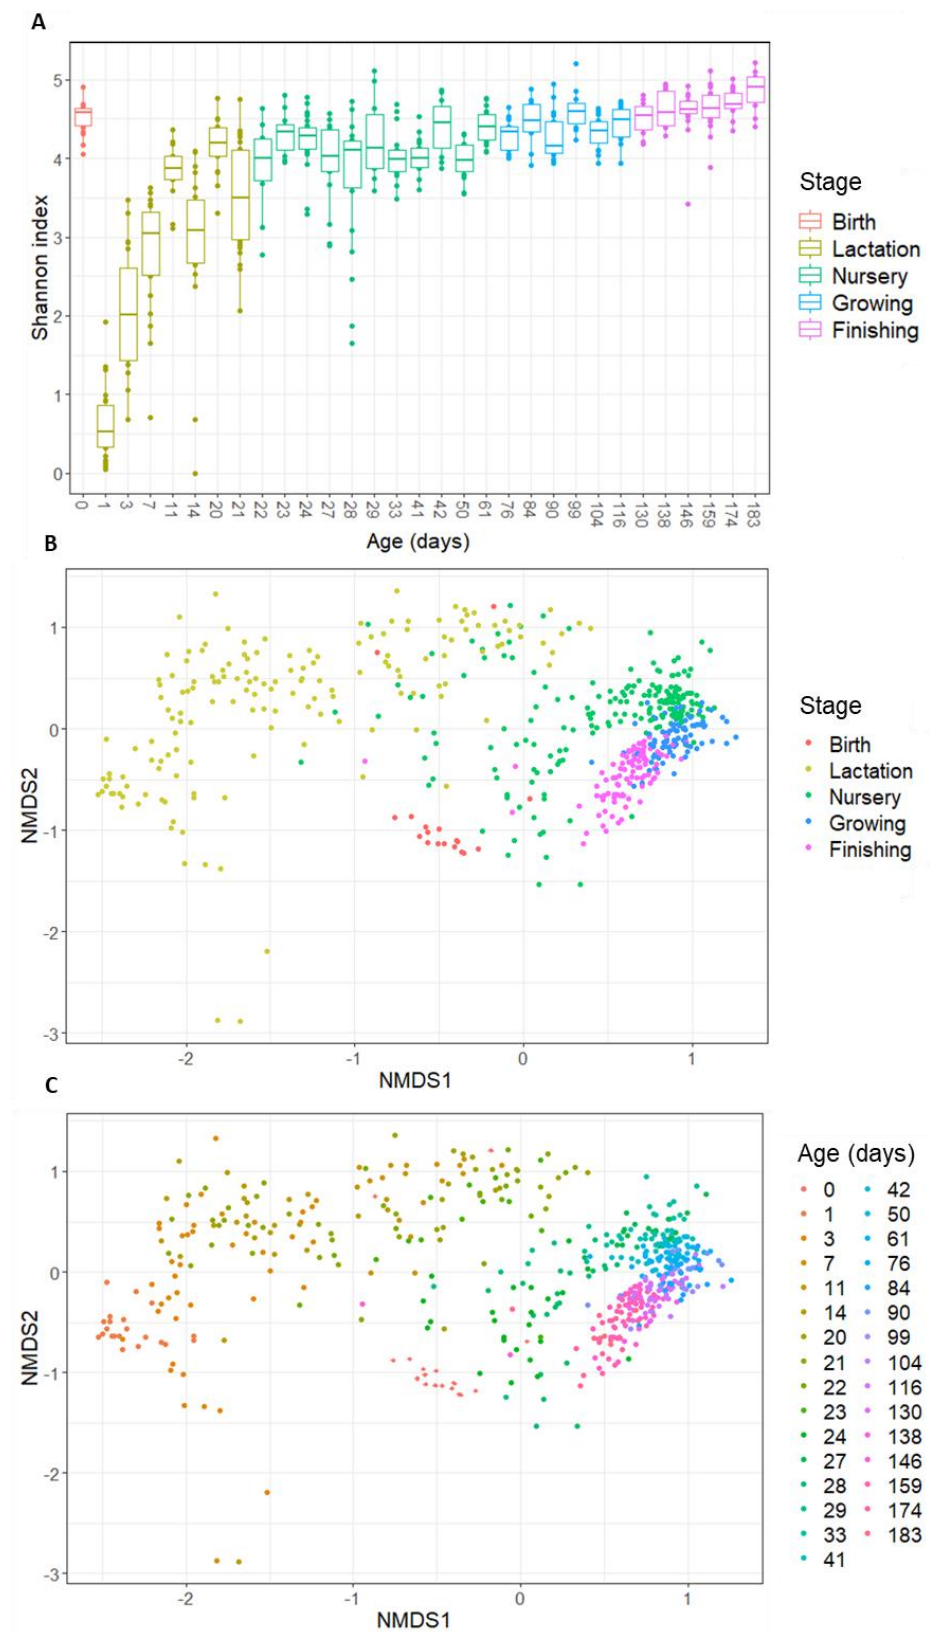 A
5
4
3
2
1
0
Shannon index
0 1 3 7 11 14 20 21 22 23 24 27 28 29 33 41 42 50 61 76 84 90 99 104 116 130 138 146 159 174 183
Age (days)
Stage
Birth
Lactation
Nursery
Growing
Finishing
B
1
0
-1
-2
-3
NMDS2
-2 -1 0 1
NMDS1
Stage
Birth
Lactation
Nursery
Growing
Finishing
C
1
0
-1
-2
-3
NMDS2
-2 -1 0 1
NMDS1
Age (days)
0 42
1 50
3 61
7 76
11 84
14 90
20 99
21 104
22 116
23 130
24 138
27 146
28 159
29 174
33 183
41